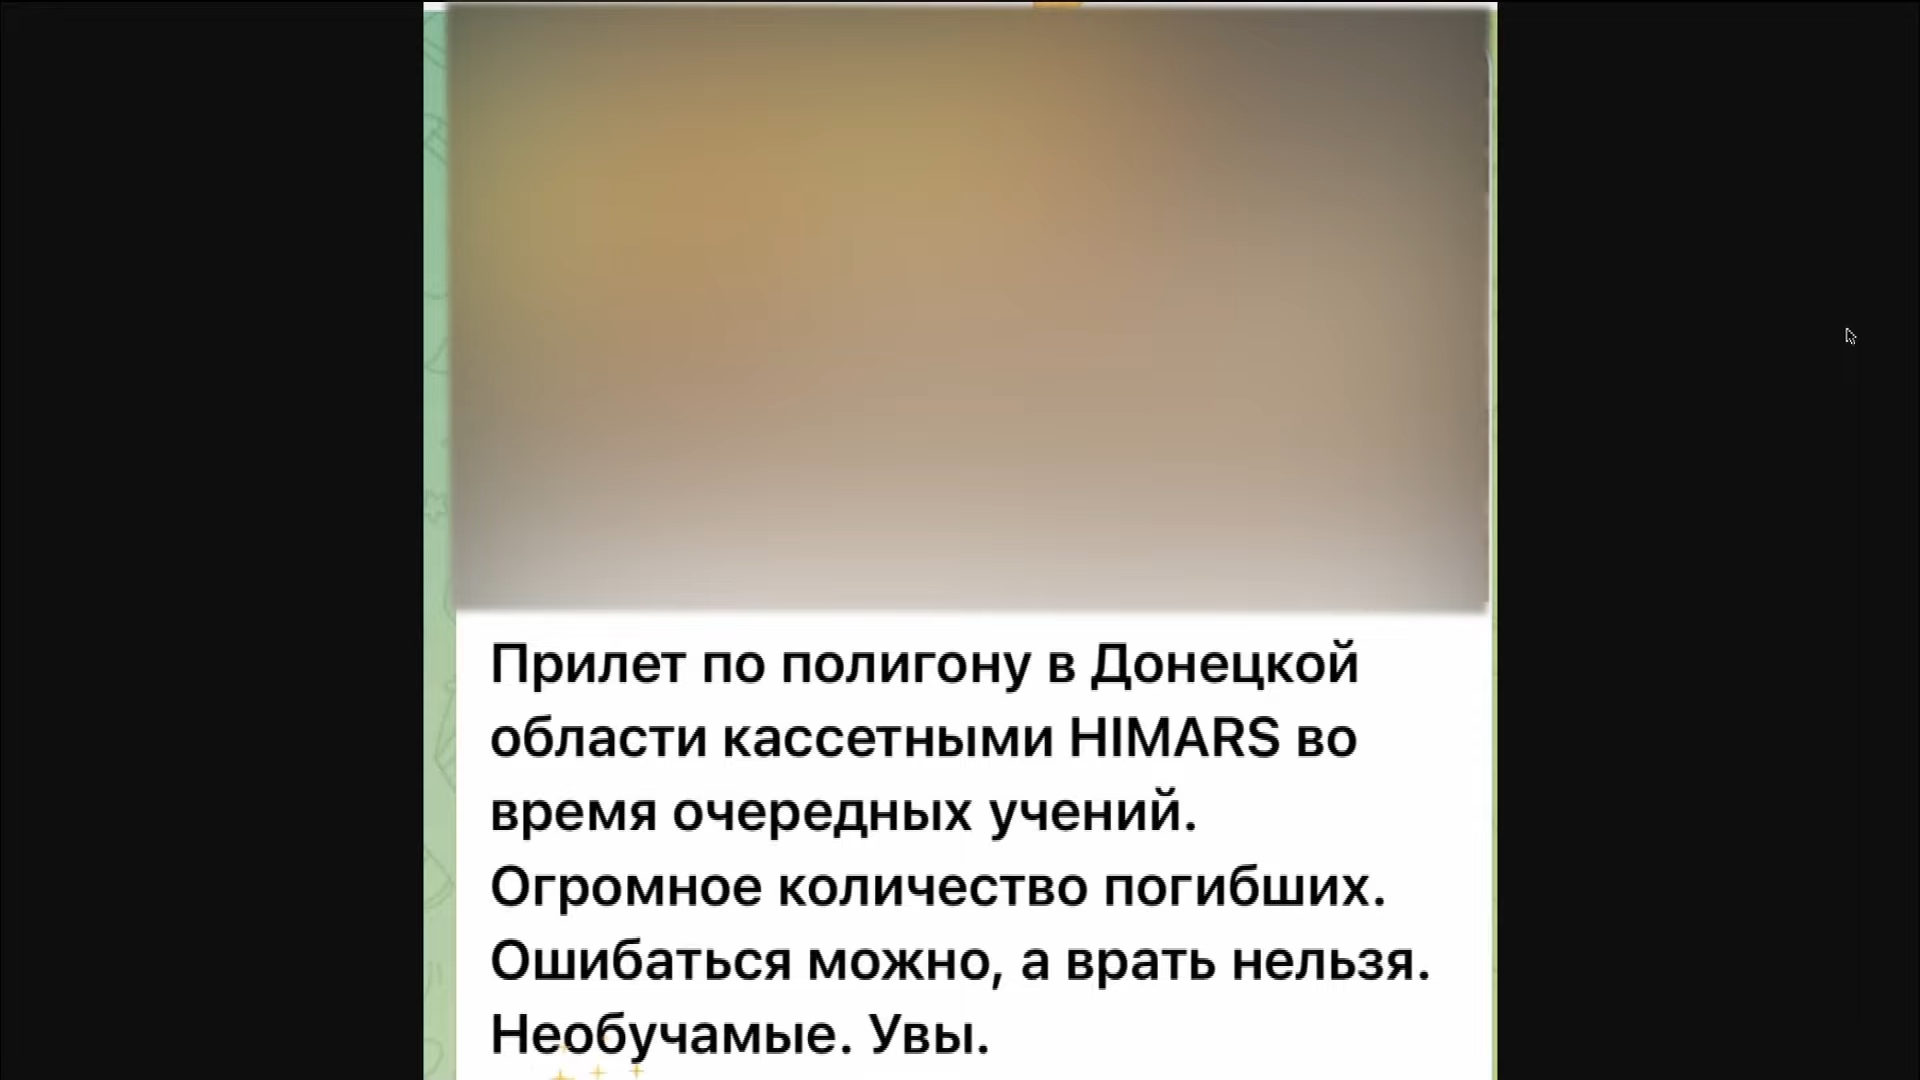 Прилет по полигону в Донецкой
области кассетными HIMARS во
время очередных учений.
Огромное количество погибших.
Ошибаться можно, а врать нельзя.
Необучамые. Увы.